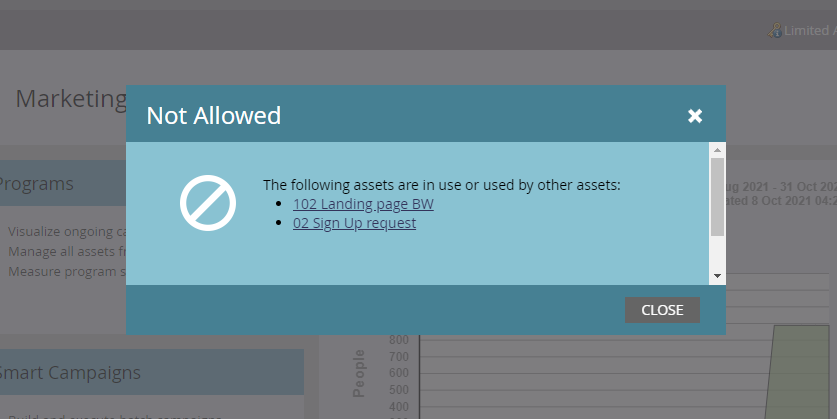 Limited A
Marketing
Not Allowed
The following assets are in use or used by other assets:
102 Landing page BW
02 Sign Up request
CLOSE
Programs
Visualize ongoing ca
Manage all assets fr
Measure program s
ug 2021 - 31 Oct 202
ated 8 Oct 2021 04:2
Smart Campaigns
People
800
700
600
500
400